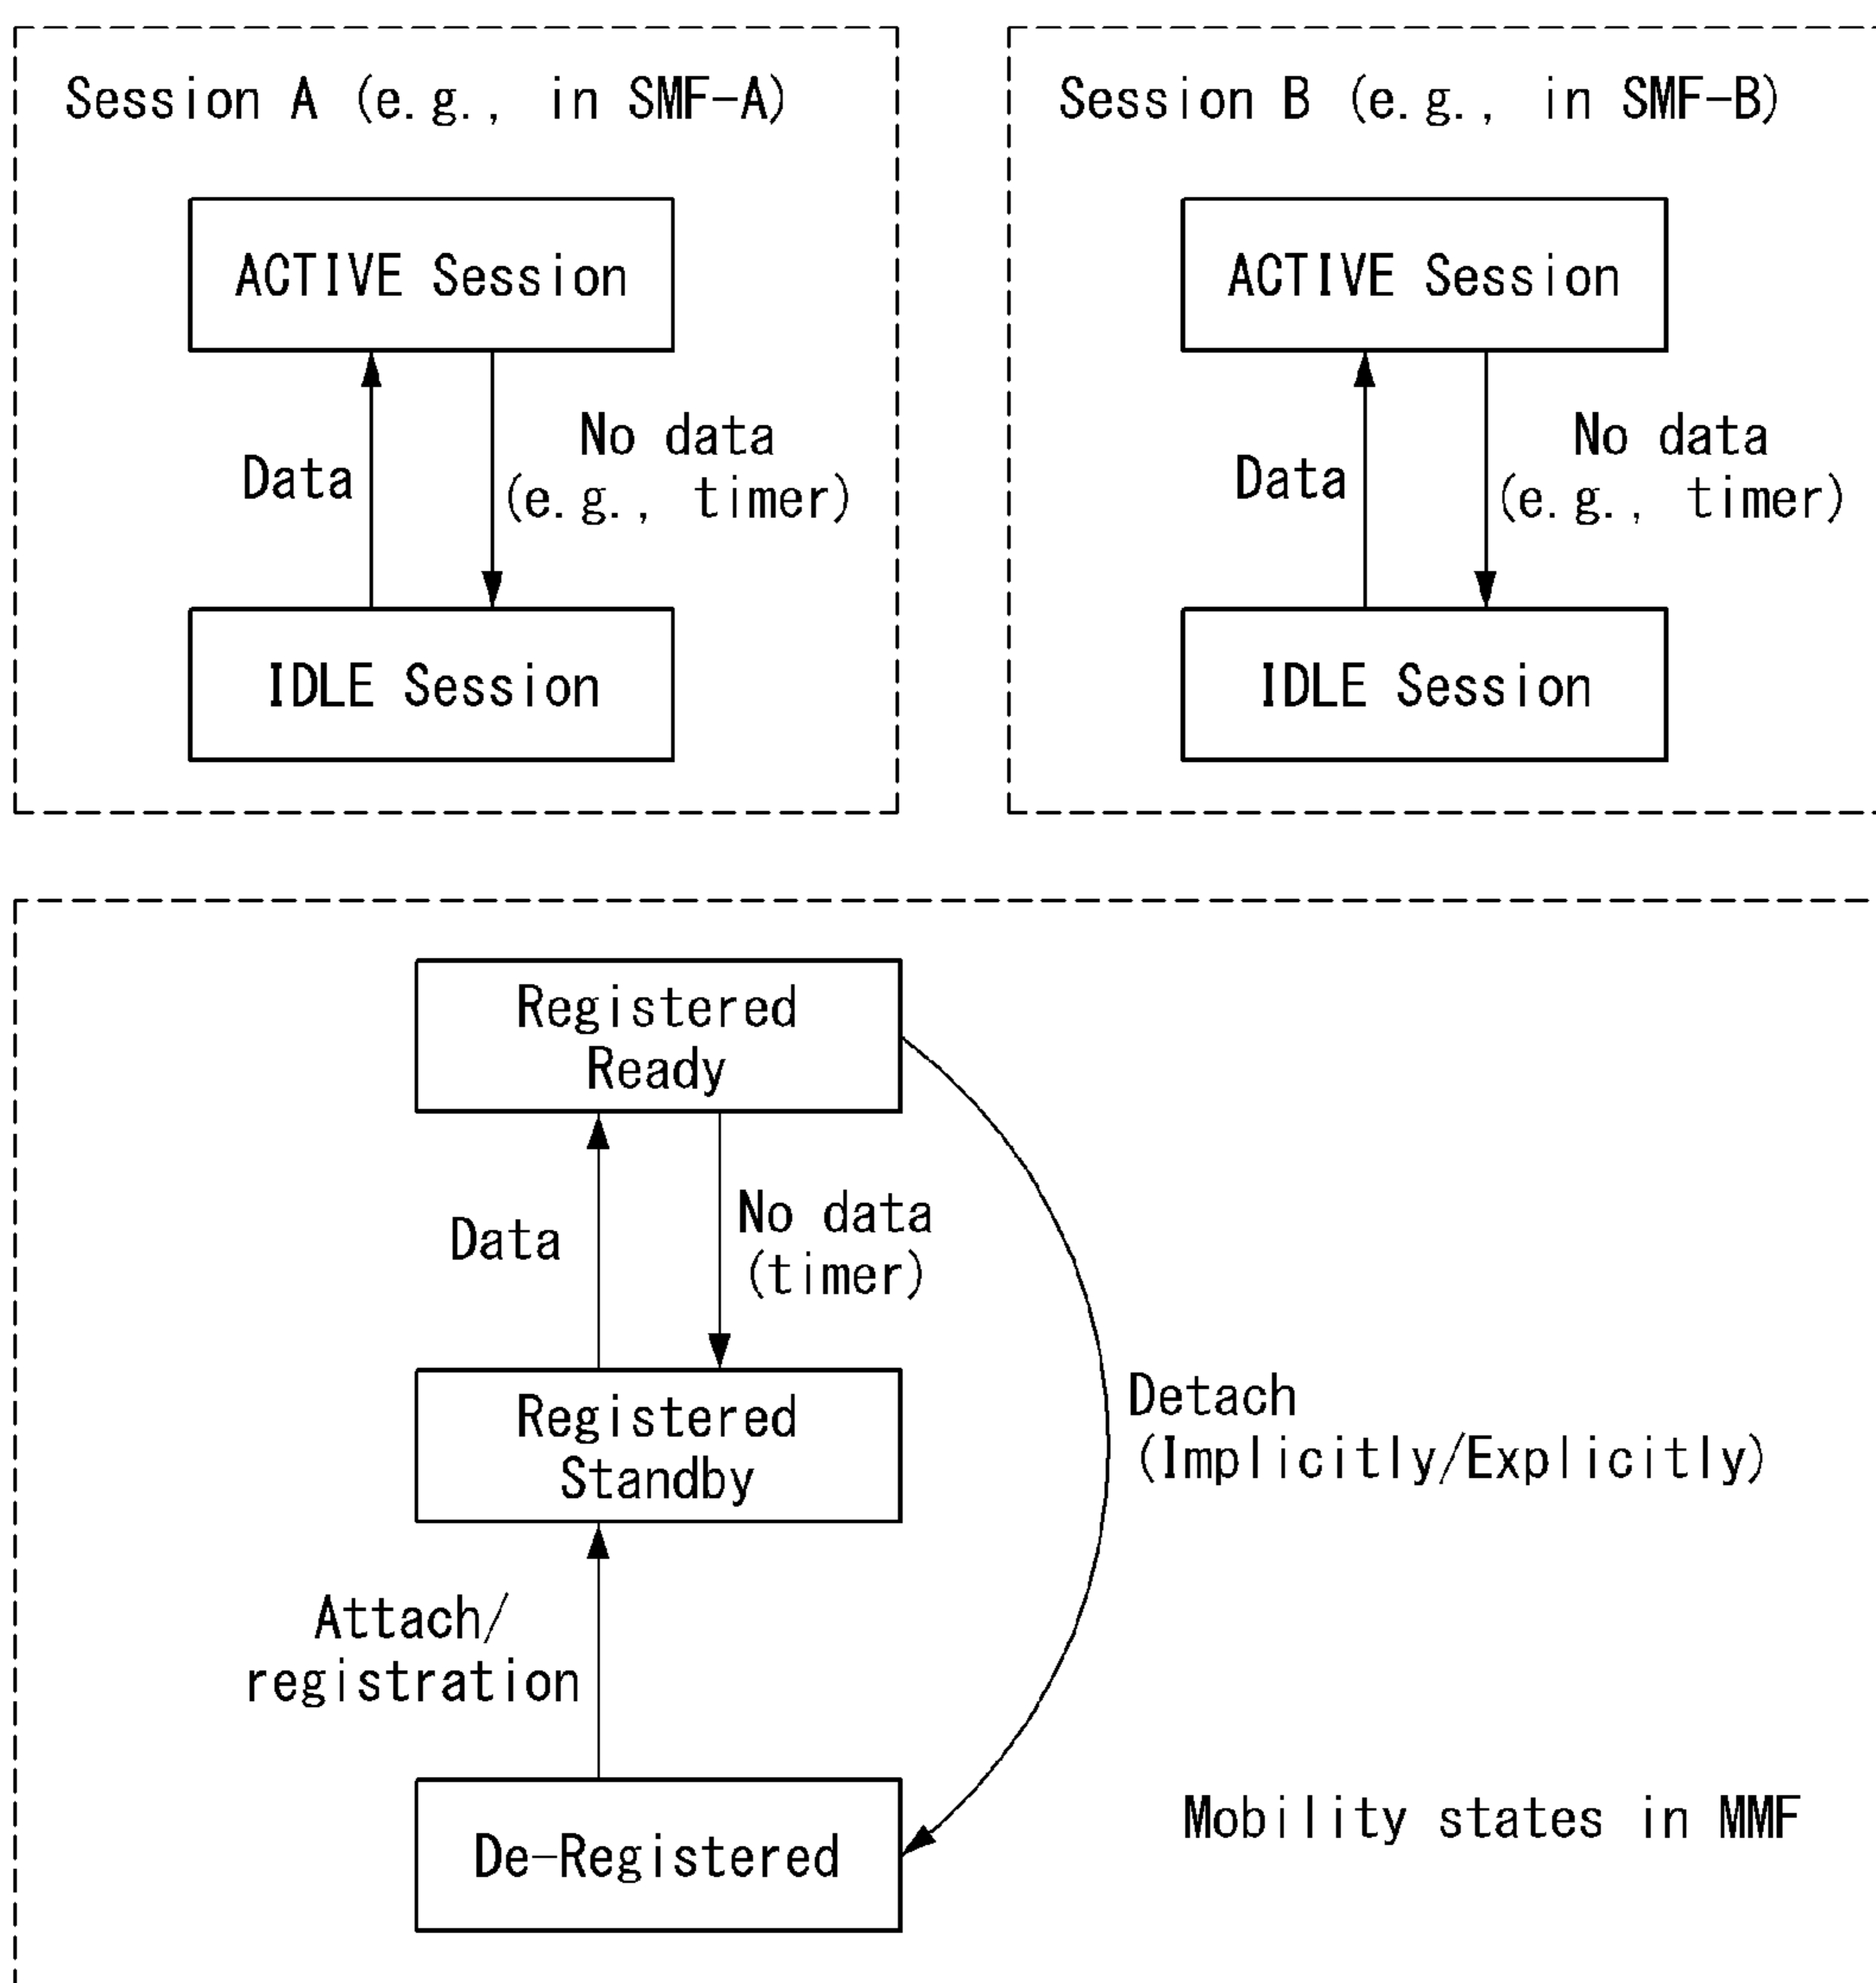 Session A (e.g., in SMF-A)
ACTIVE Session
Data
No data
(e.g., timer)
IDLE Session
Session B (e.g., in SMF-B)
ACTIVE Session
Data
No data
(e.g., timer)
IDLE Session
Registered
Ready
Data
No data
(timer)
Registered
Standby
Detach
(Implicitly/Explicitly)
Attach/
registration
De-Registered
Mobility states in MMF